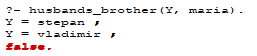 ?- husbands_brother(Y, maria).
Y = stepan ;
Y = vladimir ;
false.